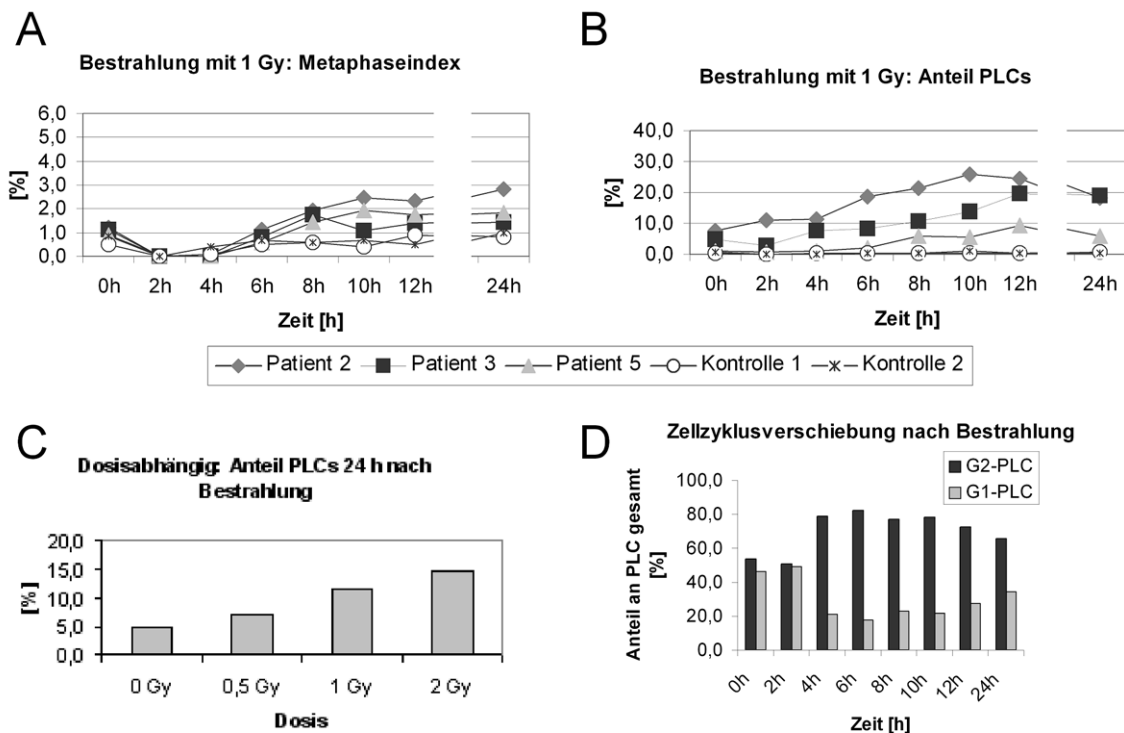 A
Bestrahlung mit 1 Gy: Metaphaseindex
[%]
6,0
5,0
4,0
3,0
2,0
1,0
0,0
0h 2h 4h 6h 8h 10h 12h 24h
Zeit [h]
B
Bestrahlung mit 1 Gy: Anteil PLCs
[%]
40,0
30,0
20,0
10,0
0,0
0h 2h 4h 6h 8h 10h 12h 24h
Zeit [h]
Patient 2 Patient 3 Patient 5 Kontrolle 1 Kontrolle 2
C
Dosisabhängig: Anteil PLCs 24 h nach
Bestrahlung
[%]
20,0
15,0
10,0
5,0
0,0
0 Gy 0,5 Gy 1 Gy 2 Gy
Dosis
D
Zellzyklusverschiebung nach Bestrahlung
G2-PLC
G1-PLC
Anteil an PLC gesamt
[%]
100,0
80,0
60,0
40,0
20,0
0,0
0h 2h 4h 6h 8h 10h 12h 24h
Zeit [h]